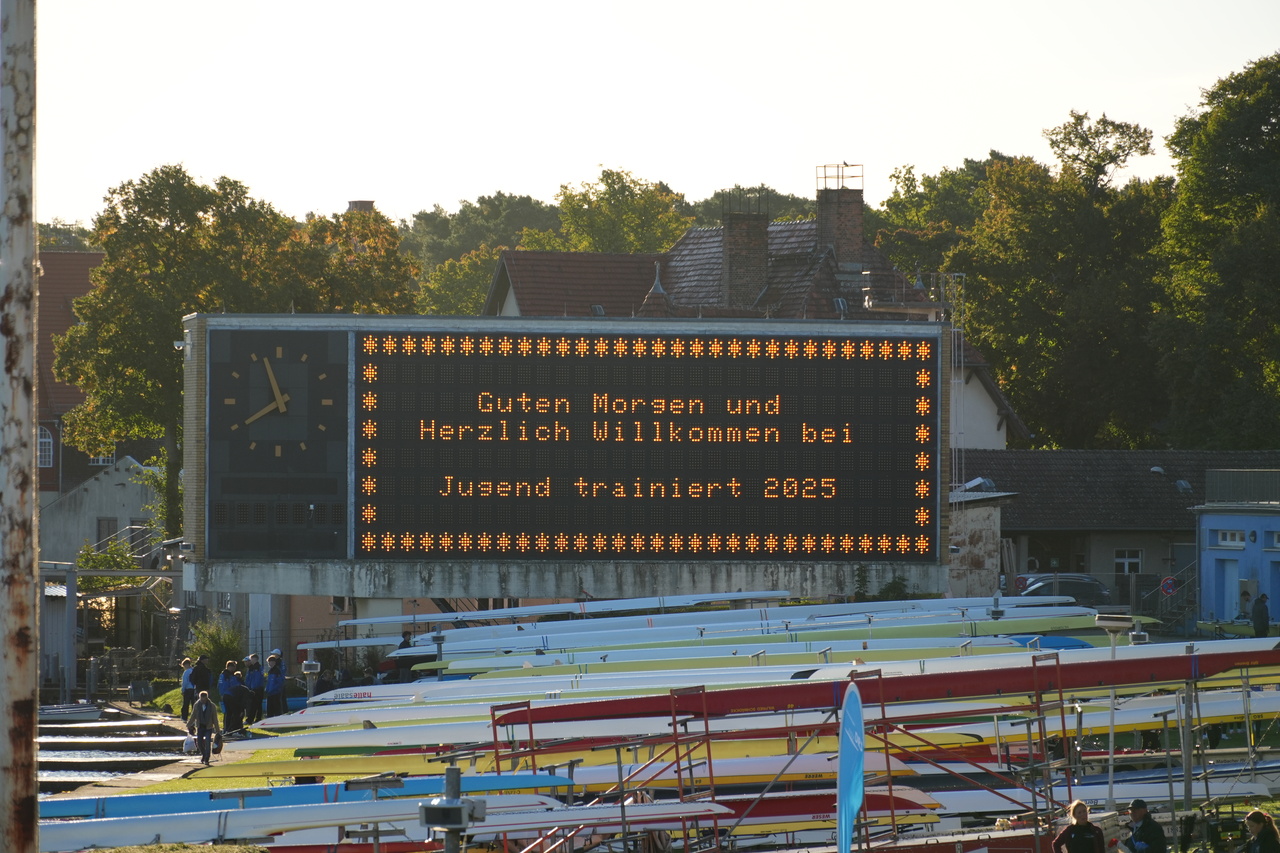 Guten Morgen und
Herzlich Willkommen bei
Jugend trainiert 2025